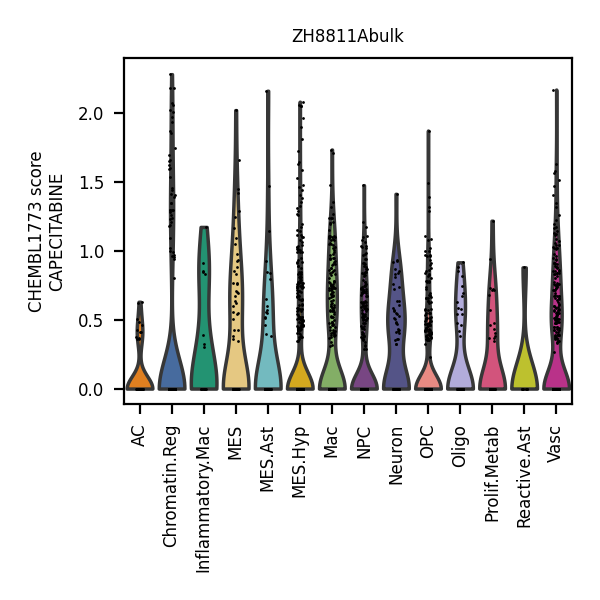 ZH8811Abulk
CHEMBL1773 score
CAPECITABINE
2.0
1.5
1.0
0.5
0.0
AC
Chromatin.Reg
Inflammatory.Mac
MES
MES.Ast
MES.Hyp
Mac
NPC
Neuron
OPC
Oligo
Prolif.Metab
Reactive.Ast
Vasc